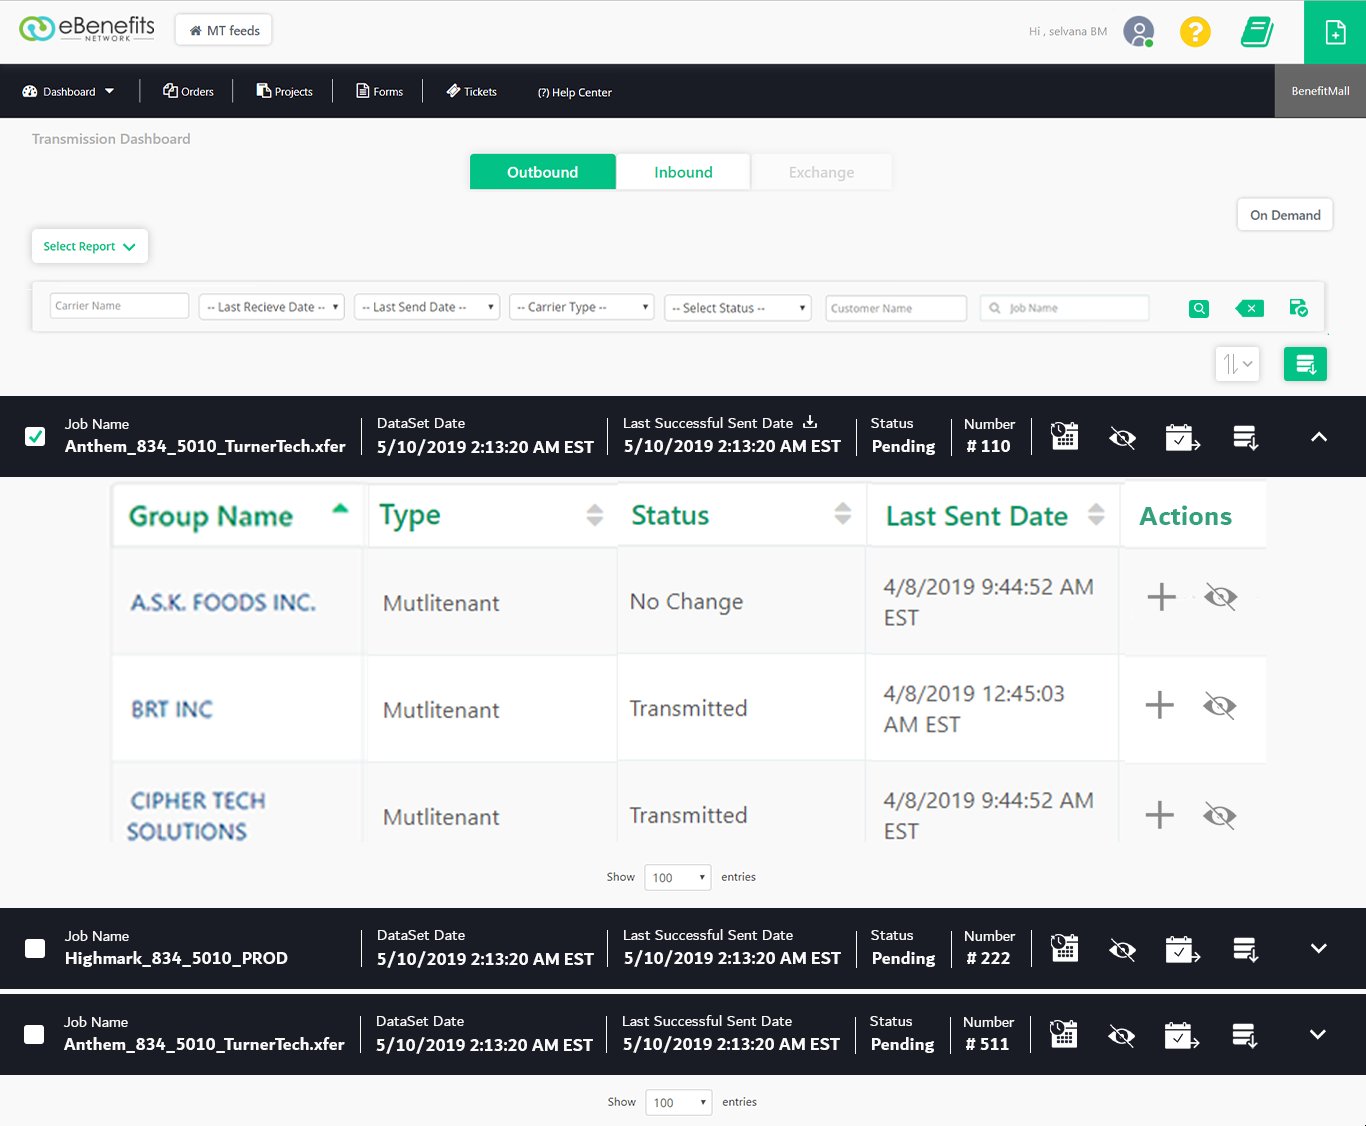 eBenefits
NETWORK
MT feeds
Hi , selvana BM
?
Dashboard
Orders
Projects
Forms
Tickets
(?) Help Center
BenefitMall
Transmission Dashboard
Outbound
Inbound
Exchange
On Demand
Select Report
Carrier Name
-- Last Recieve Date --
-- Last Send Date --
-- Carrier Type --
-- Select Status --
Customer Name
Job Name
Job Name
Anthem_834_5010_TurnerTech.xfer
DataSet Date
5/10/2019 2:13:20 AM EST
Last Successful Sent Date
5/10/2019 2:13:20 AM EST
Status
Pending
Number
# 110
Group Name
Type
Status
Last Sent Date
Actions
A.S.K. FOODS INC.
Mutlitenant
No Change
4/8/2019 9:44:52 AM
EST
BRT INC
Mutlitenant
Transmitted
4/8/2019 12:45:03
AM EST
CIPHER TECH
SOLUTIONS
Mutlitenant
Transmitted
4/8/2019 9:44:52 AM
EST
Show 100 entries
Job Name
Highmark_834_5010_PROD
DataSet Date
5/10/2019 2:13:20 AM EST
Last Successful Sent Date
5/10/2019 2:13:20 AM EST
Status
Pending
Number
# 222
Job Name
Anthem_834_5010_TurnerTech.xfer
DataSet Date
5/10/2019 2:13:20 AM EST
Last Successful Sent Date
5/10/2019 2:13:20 AM EST
Status
Pending
Number
# 511
Show 100 entries